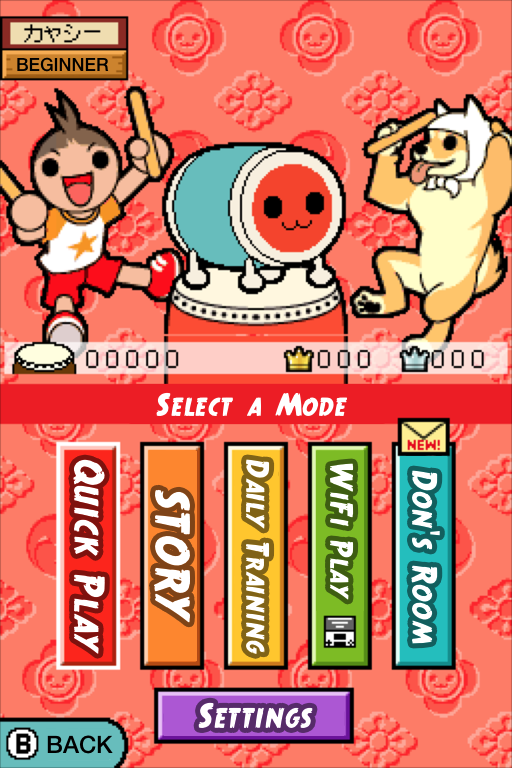 カャシー
BEGINNER
00000
000
000
SELECT A MODE
QUICK PLAY
STORY
DAILY TRAINING
WIFI PLAY
NEW!
DON'S ROOM
SETTINGS
B BACK